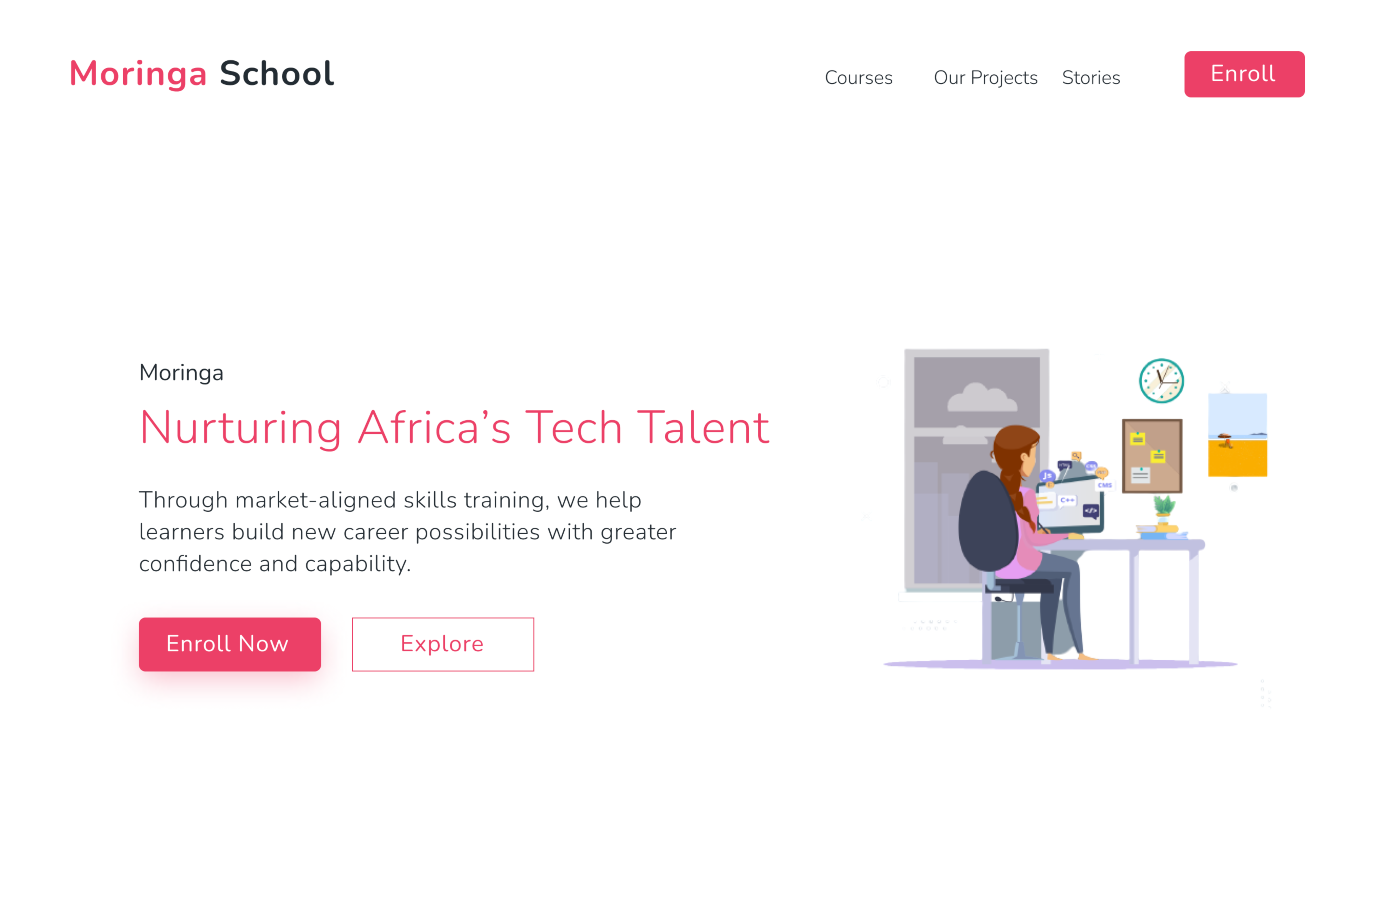 Moringa School
Courses Our Projects Stories Enroll
Moringa
Nurturing Africa’s Tech Talent
Through market-aligned skills training, we help
learners build new career possibilities with greater
confidence and capability.
Enroll Now Explore
JS
CMS
C++
</>